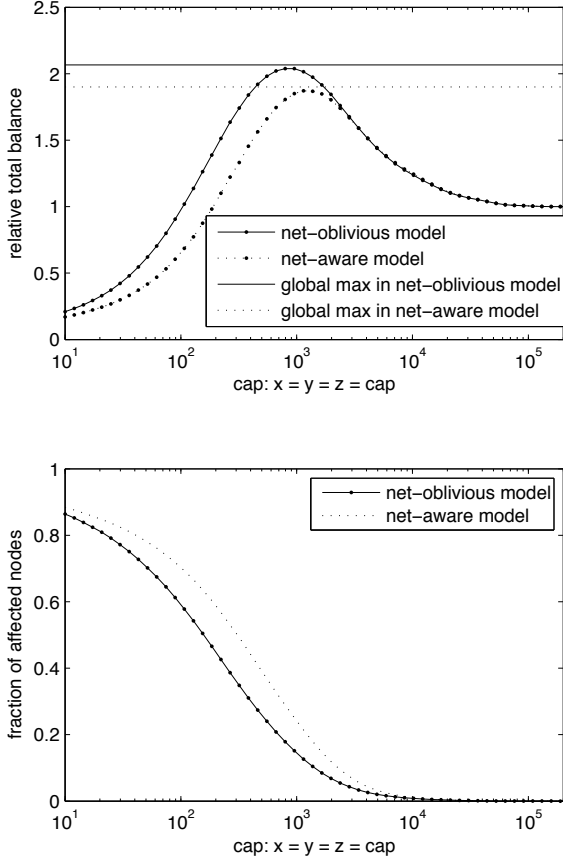 2.5
2
1.5
1
0.5
0
relative total balance
net-oblivious model
net-aware model
global max in net-oblivious model
global max in net-aware model
10^1 10^2 10^3 10^4 10^5
cap: x = y = z = cap
1
0.8
0.6
0.4
0.2
0
fraction of affected nodes
net-oblivious model
net-aware model
10^1 10^2 10^3 10^4 10^5
cap: x = y = z = cap